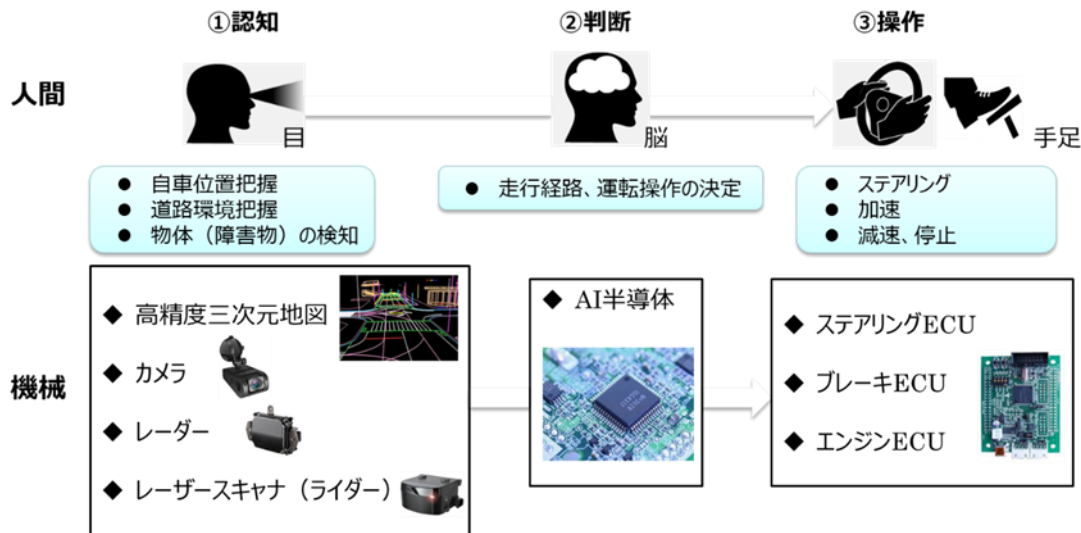 ①認知
②判断
③操作
人間
目
脳
手足
● 自車位置把握
● 道路環境把握
● 物体（障害物）の検知
● 走行経路、運転操作の決定
● ステアリング
● 加速
● 減速、停止
機械
◆ 高精度三次元地図
◆ カメラ
◆ レーダー
◆ レーザースキャナ（ライダー）
◆ AI半導体
◆ ステアリングECU
◆ ブレーキECU
◆ エンジンECU